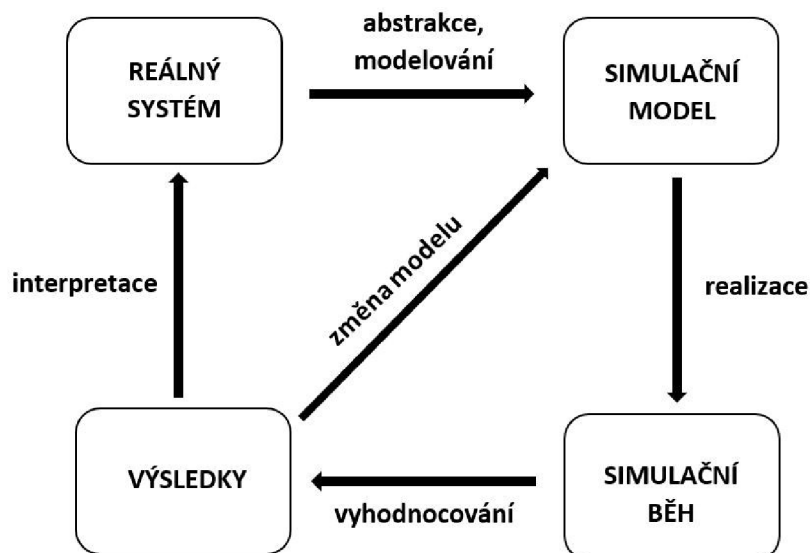 abstrakce,
modelování
REÁLNÝ
SYSTÉM
SIMULAČNÍ
MODEL
interpretace
změna modelu
realizace
VÝSLEDKY
vyhodnocování
SIMULAČNÍ
BĚH